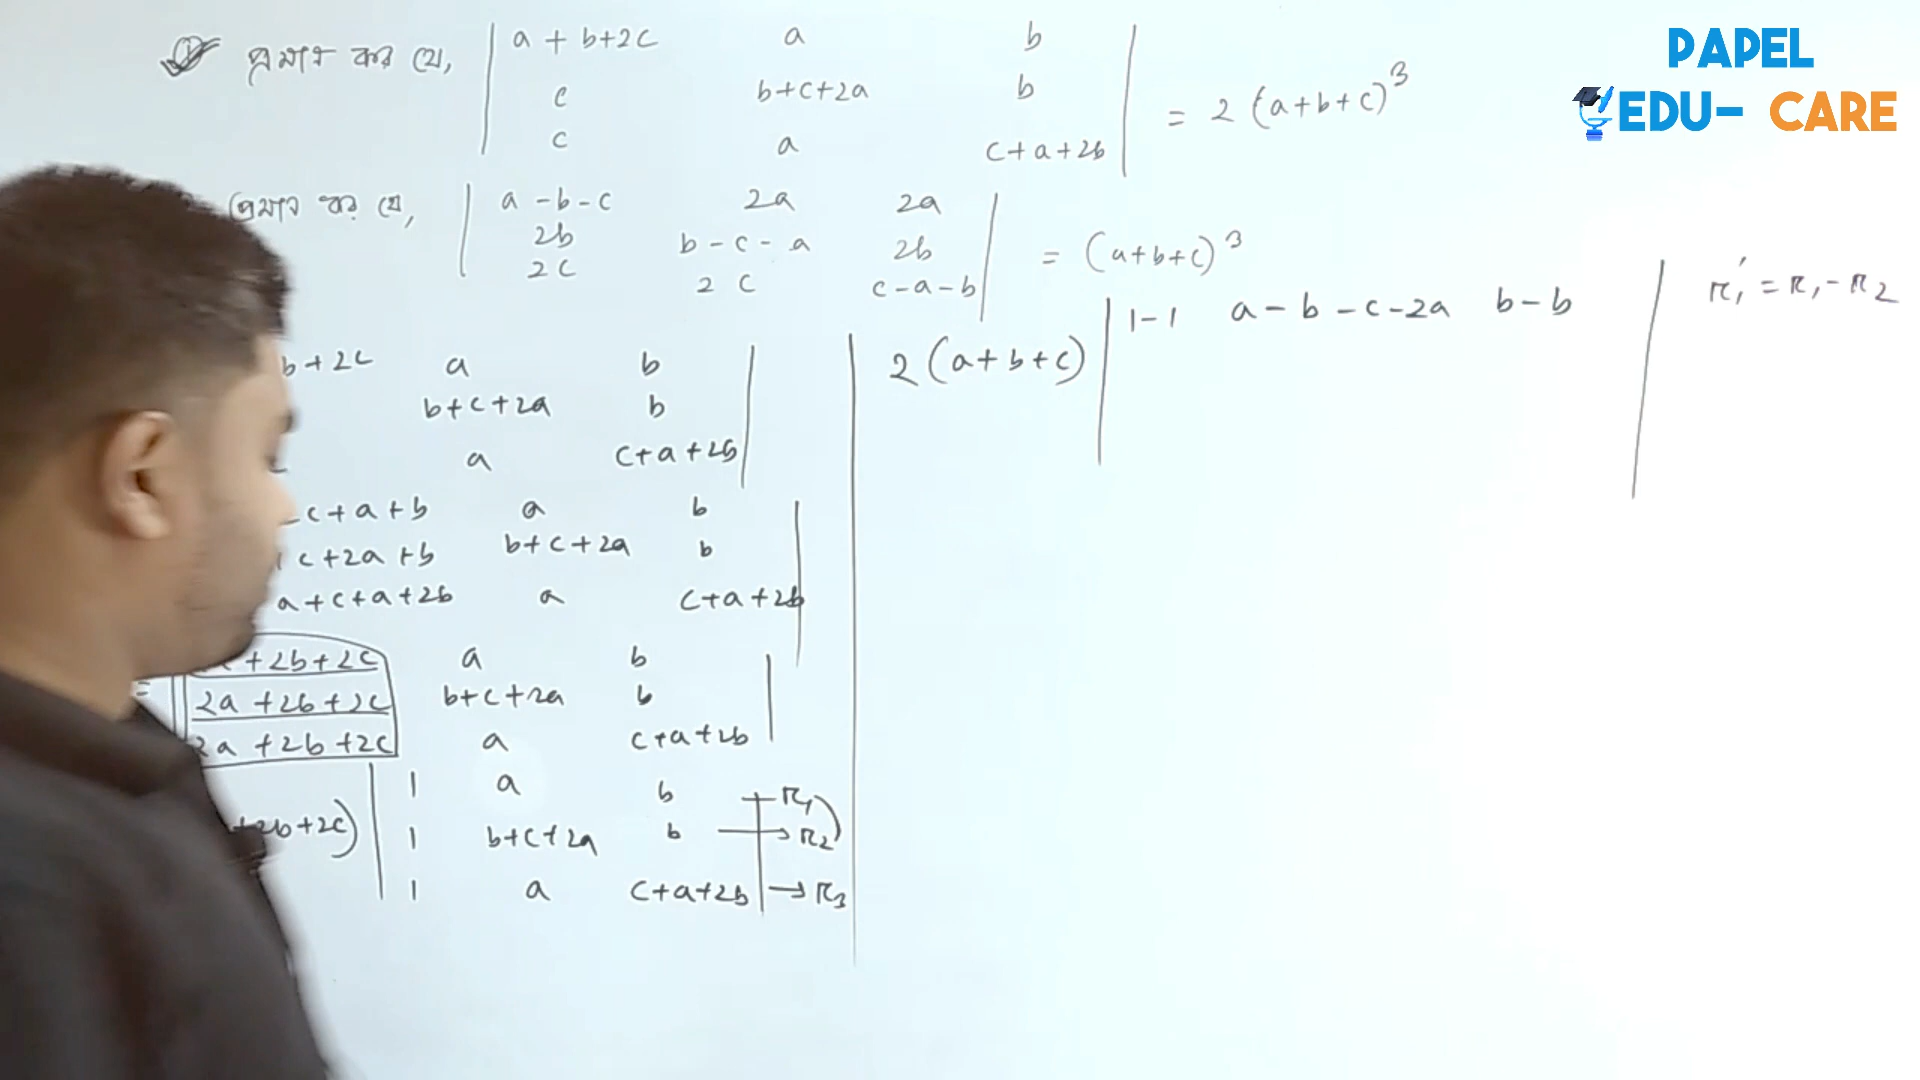 প্রমাণ কর যে, | a + b+2c a b |
| c b+c+2a b | = 2 (a+b+c)³
| c a c+a+2b |
প্রমাণ কর যে, | a -b-c 2a 2a |
| 2b b-c-a 2b | = (a+b+c)³
| 2c 2c c-a-b |
b+2c a b |
b+c+2a b |
a c+a+2b |
c+a+b a b |
c+2a+b b+c+2a b |
a+c+a+2b a c+a+2b |
+2b+2c a b |
= | 2a+2b+2c b+c+2a b |
2a+2b+2c a c+a+2b |
| 1 a b → r₁
+2b+2c) | 1 b+c+2a b → r₂
| 1 a c+a+2b | → r₃
2(a+b+c) | 1-1 a-b-c-2a b-b | r₁' = r₁-r₂
PAPEL
EDU- CARE